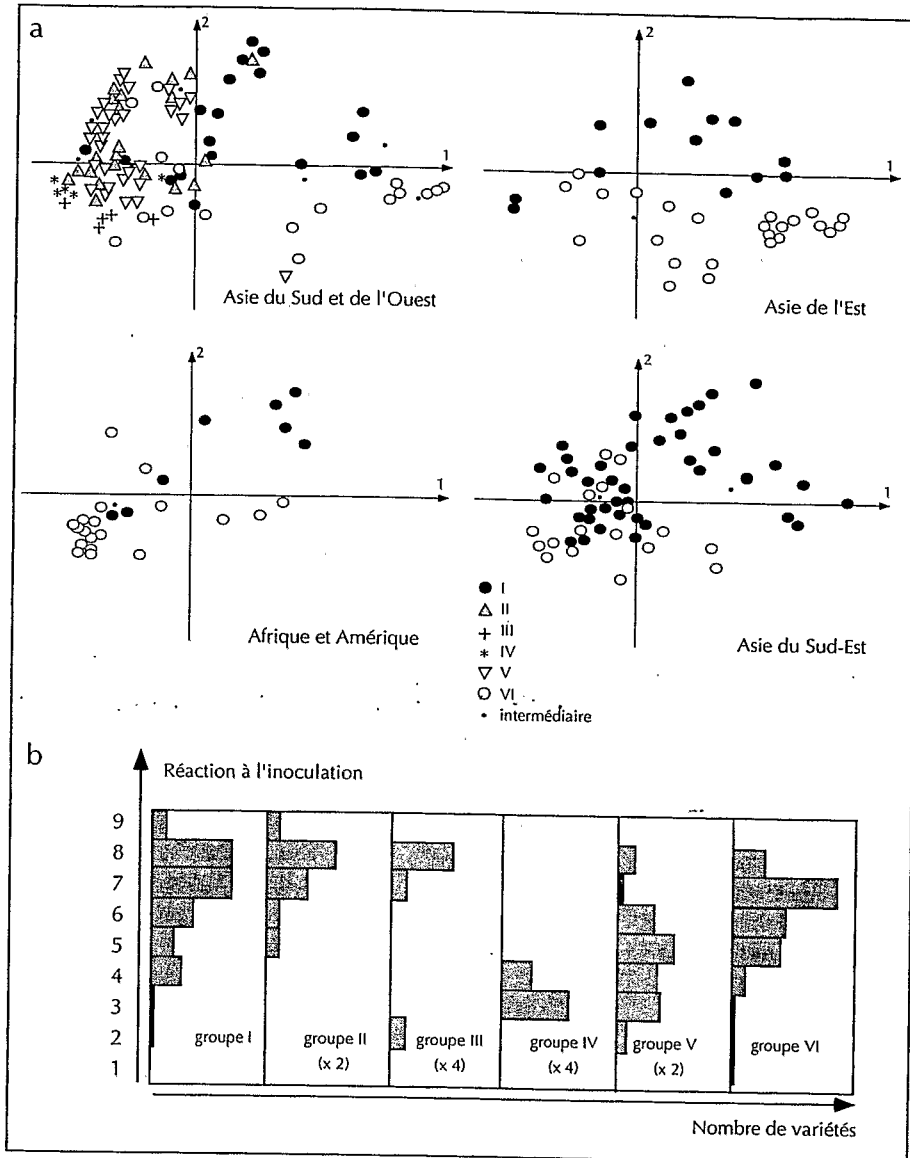 a
2
1
Asie du Sud et de l'Ouest
2
1
Asie de l'Est
2
1
Afrique et Amérique
2
1
Asie du Sud-Est
I
II
III
IV
V
VI
intermédiaire
b
Réaction à l'inoculation
9
8
7
6
5
4
3
2
1
groupe I
groupe II
(x 2)
groupe III
(x 4)
groupe IV
(x 4)
groupe V
(x 2)
groupe VI
Nombre de variétés